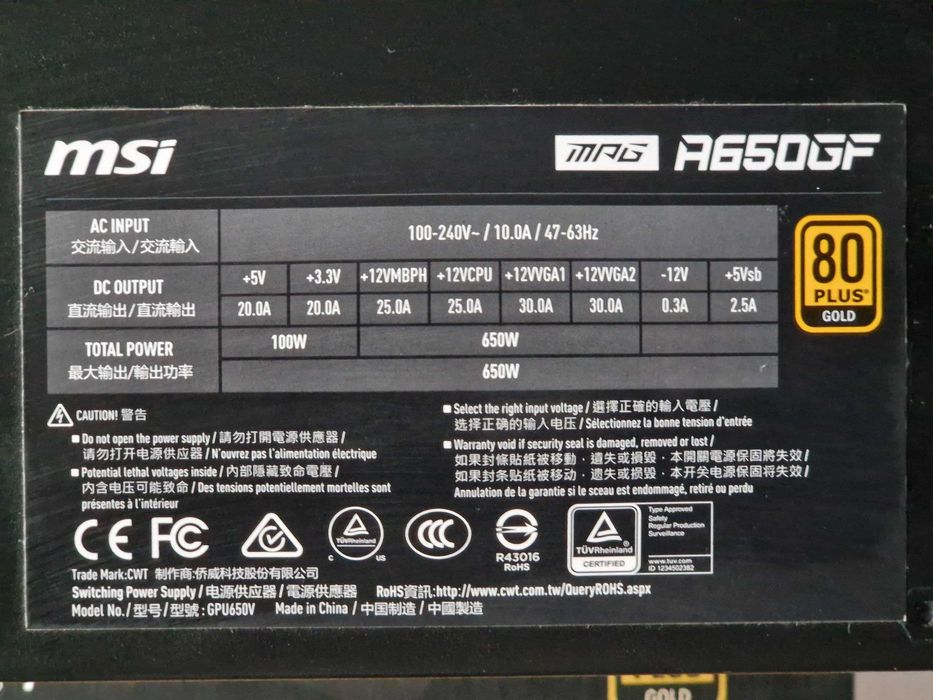 msi MPG A650GF
AC INPUT 100-240V~ / 10.0A / 47-63Hz
交流输入/交流輸入
DC OUTPUT +5V +3.3V +12VMBPH +12VCPU +12VVGA1 +12VVGA2 -12V +5Vsb
直流输出/直流輸出 20.0A 20.0A 25.0A 25.0A 30.0A 30.0A 0.3A 2.5A
TOTAL POWER 100W 650W
最大输出/輸出功率 650W
80
PLUS®
GOLD
CAUTION! 警告
Do not open the power supply / 請勿打開電源供應器 /
请勿打开电源供应器 / N'ouvrez pas l'alimentation électrique
Potential lethal voltages inside / 內部隱藏致命電壓 /
内含电压可能致命 / Des tensions potentiellement mortelles sont
présentes à l'intérieur
Select the right input voltage / 選擇正確的輸入電壓 /
选择正确的输入电压 / Sélectionnez la bonne tension d'entrée
Warranty void if security seal is damaged, removed or lost /
如果封條貼紙被移動，遺失或損毀，本開關電源保固將失效 /
如果封条贴纸被移动，遗失或损毁，本开关电源保固将失效 /
Annulation de la garantie si le sceau est endommagé, retiré ou perdu
CE FC
TÜVRheinland
C US
CCC
R43016
RoHS
TÜVRheinland
CERTIFIED
Type Approved
Safety
Regular Production
Surveillance
www.tuv.com
ID 1234502382
Trade Mark:CWT 制作商:侨威科技股份有限公司
Switching Power Supply / 电源供应器 / 電源供應器 RoHS資訊:http://www.cwt.com.tw/QueryROHS.aspx
Model No. / 型号 / 型號 : GPU650V Made in China / 中国制造 / 中國製造
PLUS
GOLD